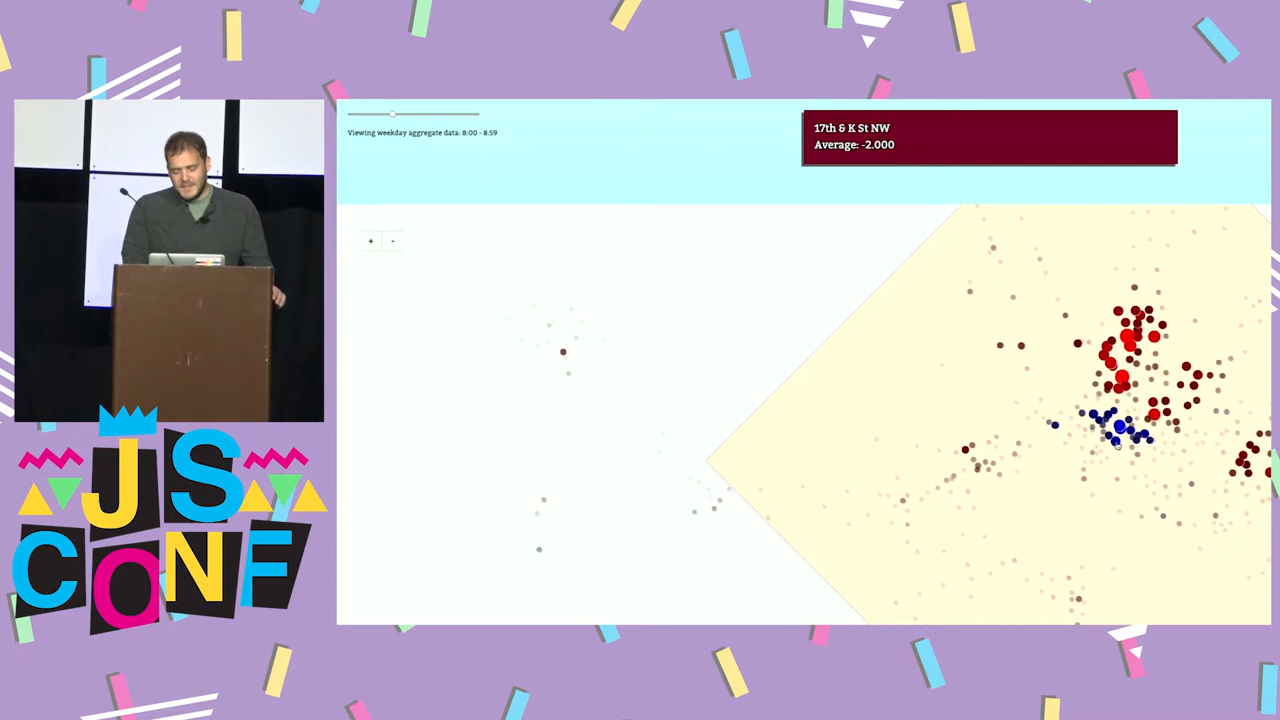 Viewing weekday aggregate data: 8:00 - 8:59
17th & K St NW
Average: -2.000
+ -
JS
CONF